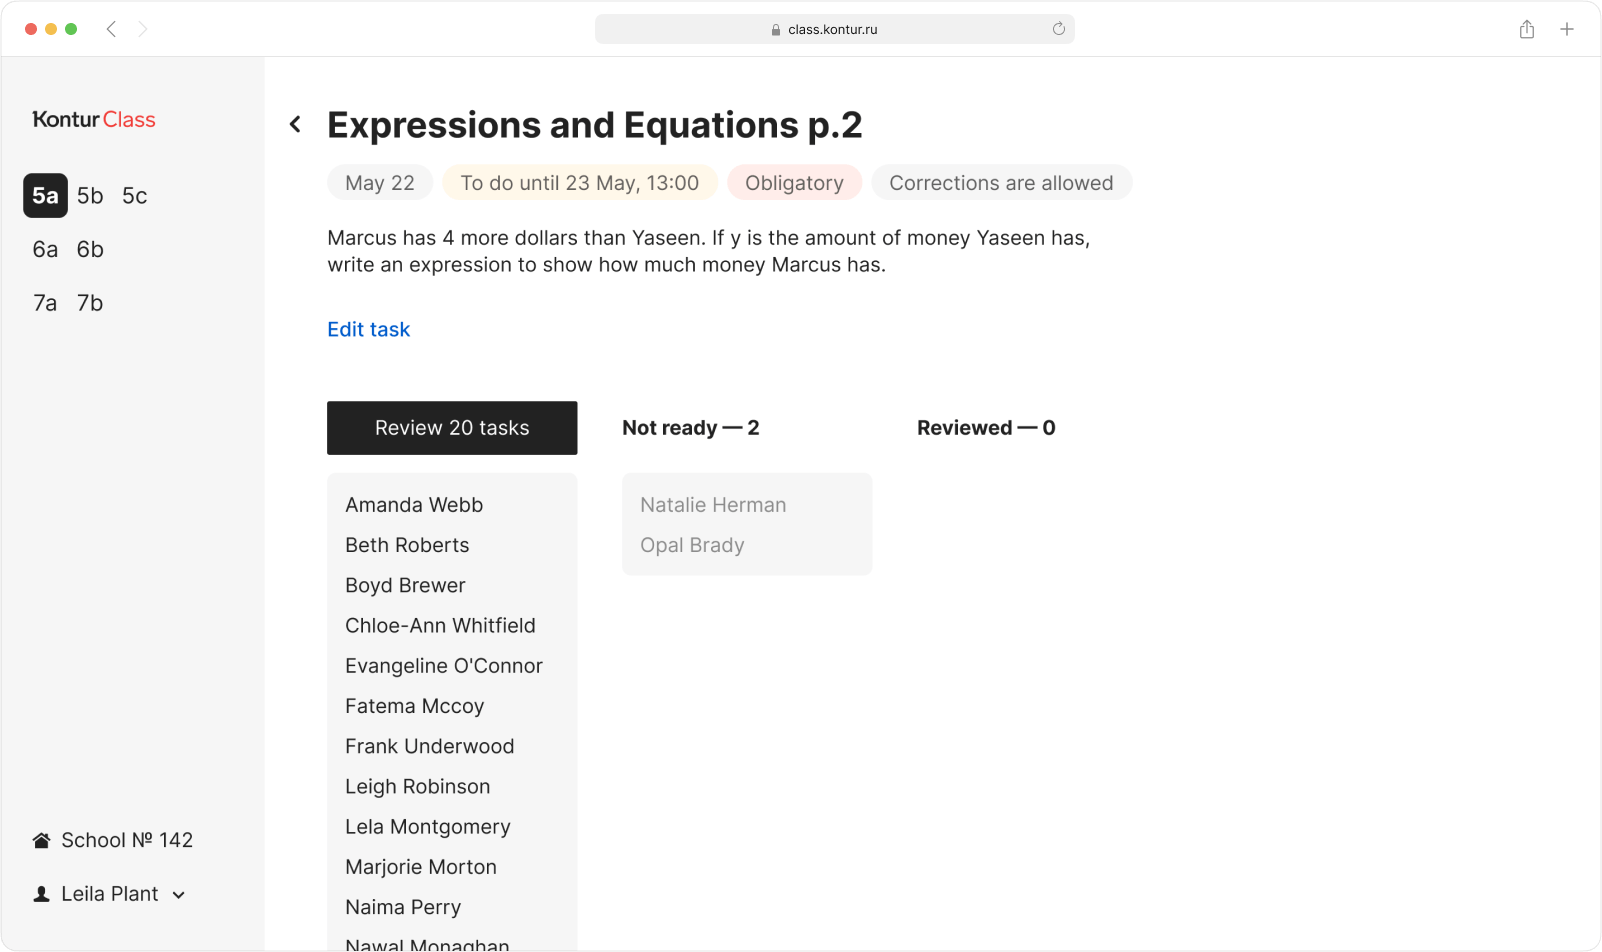 class.kontur.ru
Kontur Class
5a 5b 5c
6a 6b
7a 7b
School № 142
Leila Plant
Expressions and Equations p.2
May 22
To do until 23 May, 13:00
Obligatory
Corrections are allowed
Marcus has 4 more dollars than Yaseen. If y is the amount of money Yaseen has,
write an expression to show how much money Marcus has.
Edit task
Review 20 tasks
Amanda Webb
Beth Roberts
Boyd Brewer
Chloe-Ann Whitfield
Evangeline O'Connor
Fatema Mccoy
Frank Underwood
Leigh Robinson
Lela Montgomery
Marjorie Morton
Naima Perry
Nawal Monaghan
Not ready — 2
Natalie Herman
Opal Brady
Reviewed — 0